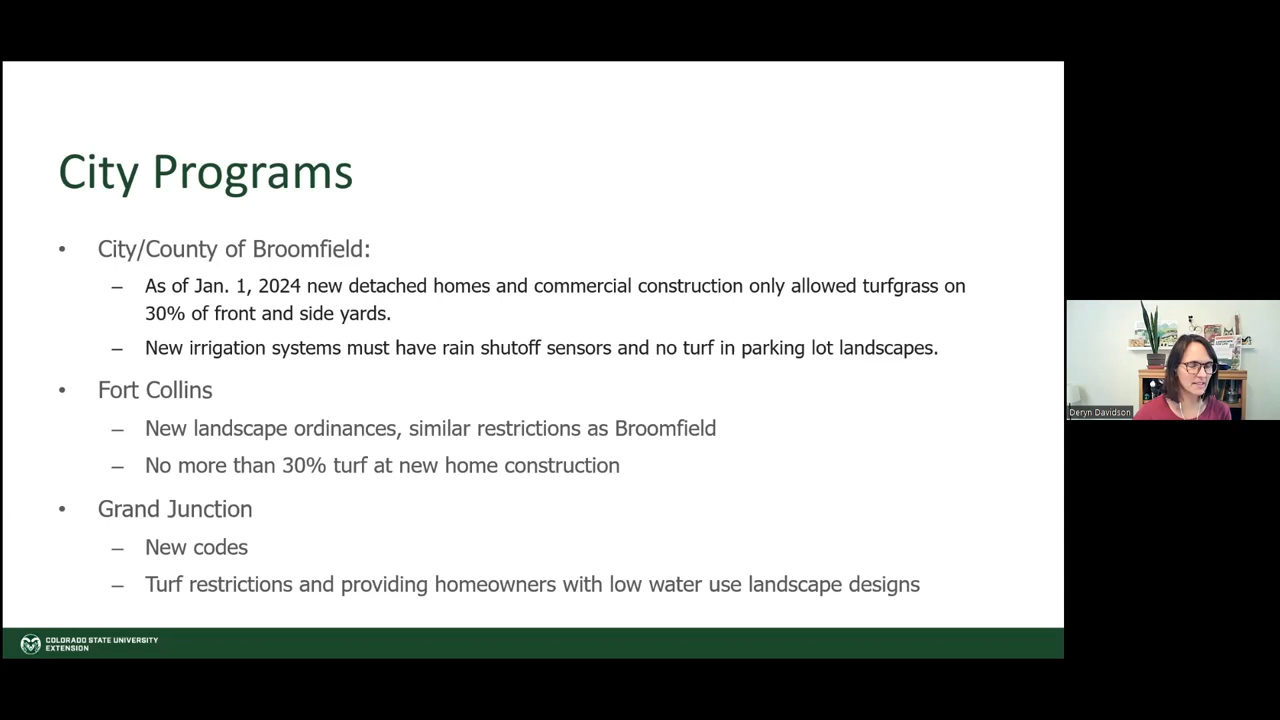 City Programs
• City/County of Broomfield:
– As of Jan. 1, 2024 new detached homes and commercial construction only allowed turfgrass on
30% of front and side yards.
– New irrigation systems must have rain shutoff sensors and no turf in parking lot landscapes.
• Fort Collins
– New landscape ordinances, similar restrictions as Broomfield
– No more than 30% turf at new home construction
• Grand Junction
– New codes
– Turf restrictions and providing homeowners with low water use landscape designs
COLORADO STATE UNIVERSITY
EXTENSION
Deryn Davidson